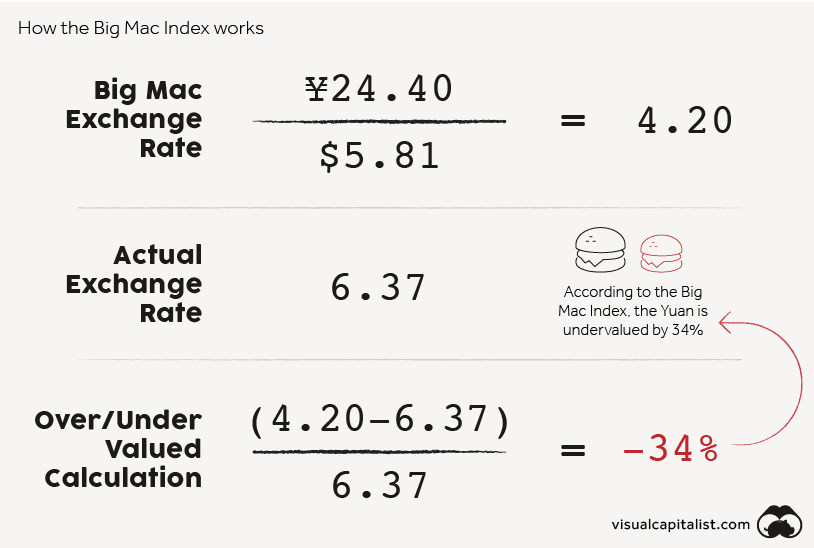 How the Big Mac Index works
Big Mac
Exchange
Rate
¥24.40
$5.81
=
4.20
Actual
Exchange
Rate
6.37
According to the Big
Mac Index, the Yuan is
undervalued by 34%
Over/Under
Valued
Calculation
(4.20–6.37)
6.37
=
–34%
visualcapitalist.com